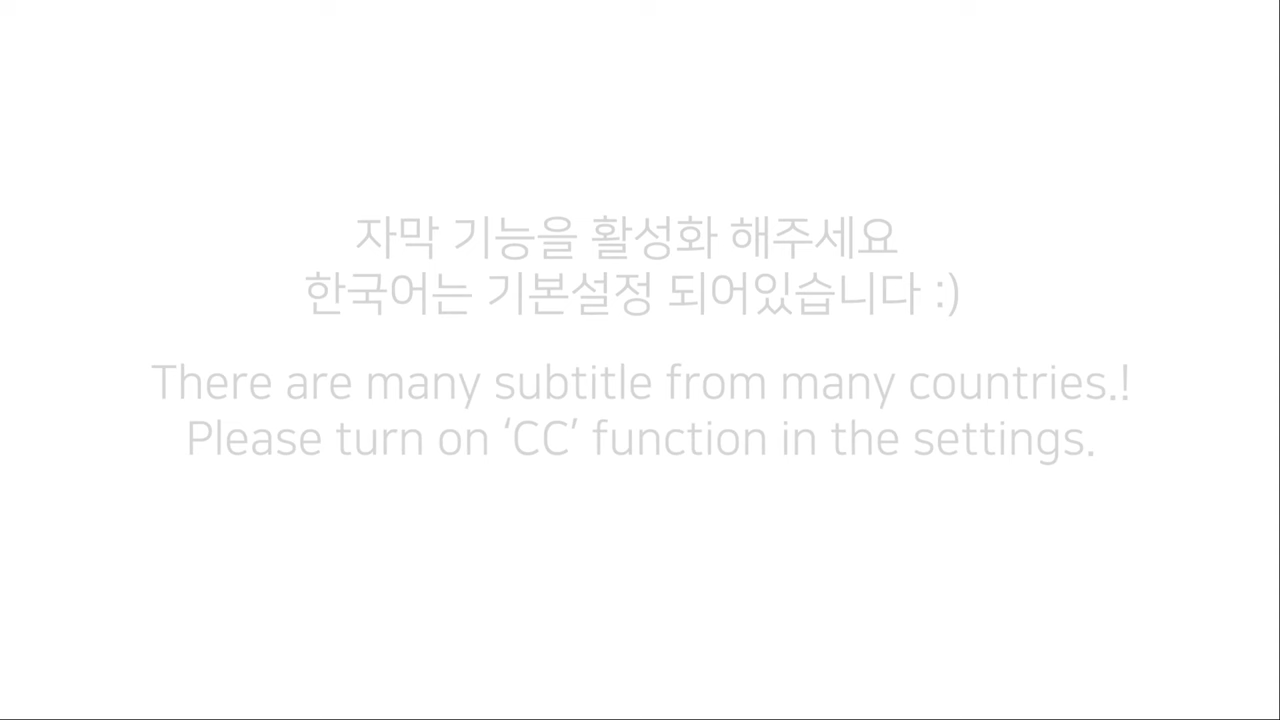 자막 기능을 활성화 해주세요
한국어는 기본설정 되어있습니다 :)
There are many subtitle from many countries.!
Please turn on ‘CC’ function in the settings.